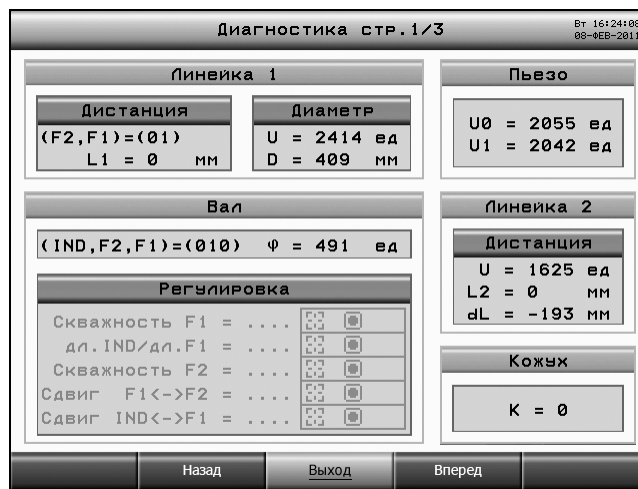 Диагностика стр.1/3
Вт 16:24:08
08-ФЕВ-2011
Линейка 1
Дистанция
(F2,F1)=(01)
L1 = 0 мм
Диаметр
U = 2414 ед
D = 409 мм
Пьезо
U0 = 2055 ед
U1 = 2042 ед
Вал
(IND,F2,F1)=(010) φ = 491 ед
Регулировка
Скважность F1 = ....
дл.IND/дл.F1 = ....
Скважность F2 = ....
Сдвиг F1<->F2 = ....
Сдвиг IND<->F1 = ....
Линейка 2
Дистанция
U = 1625 ед
L2 = 0 мм
dL = -193 мм
Кожух
K = 0
Назад
Выход
Вперед